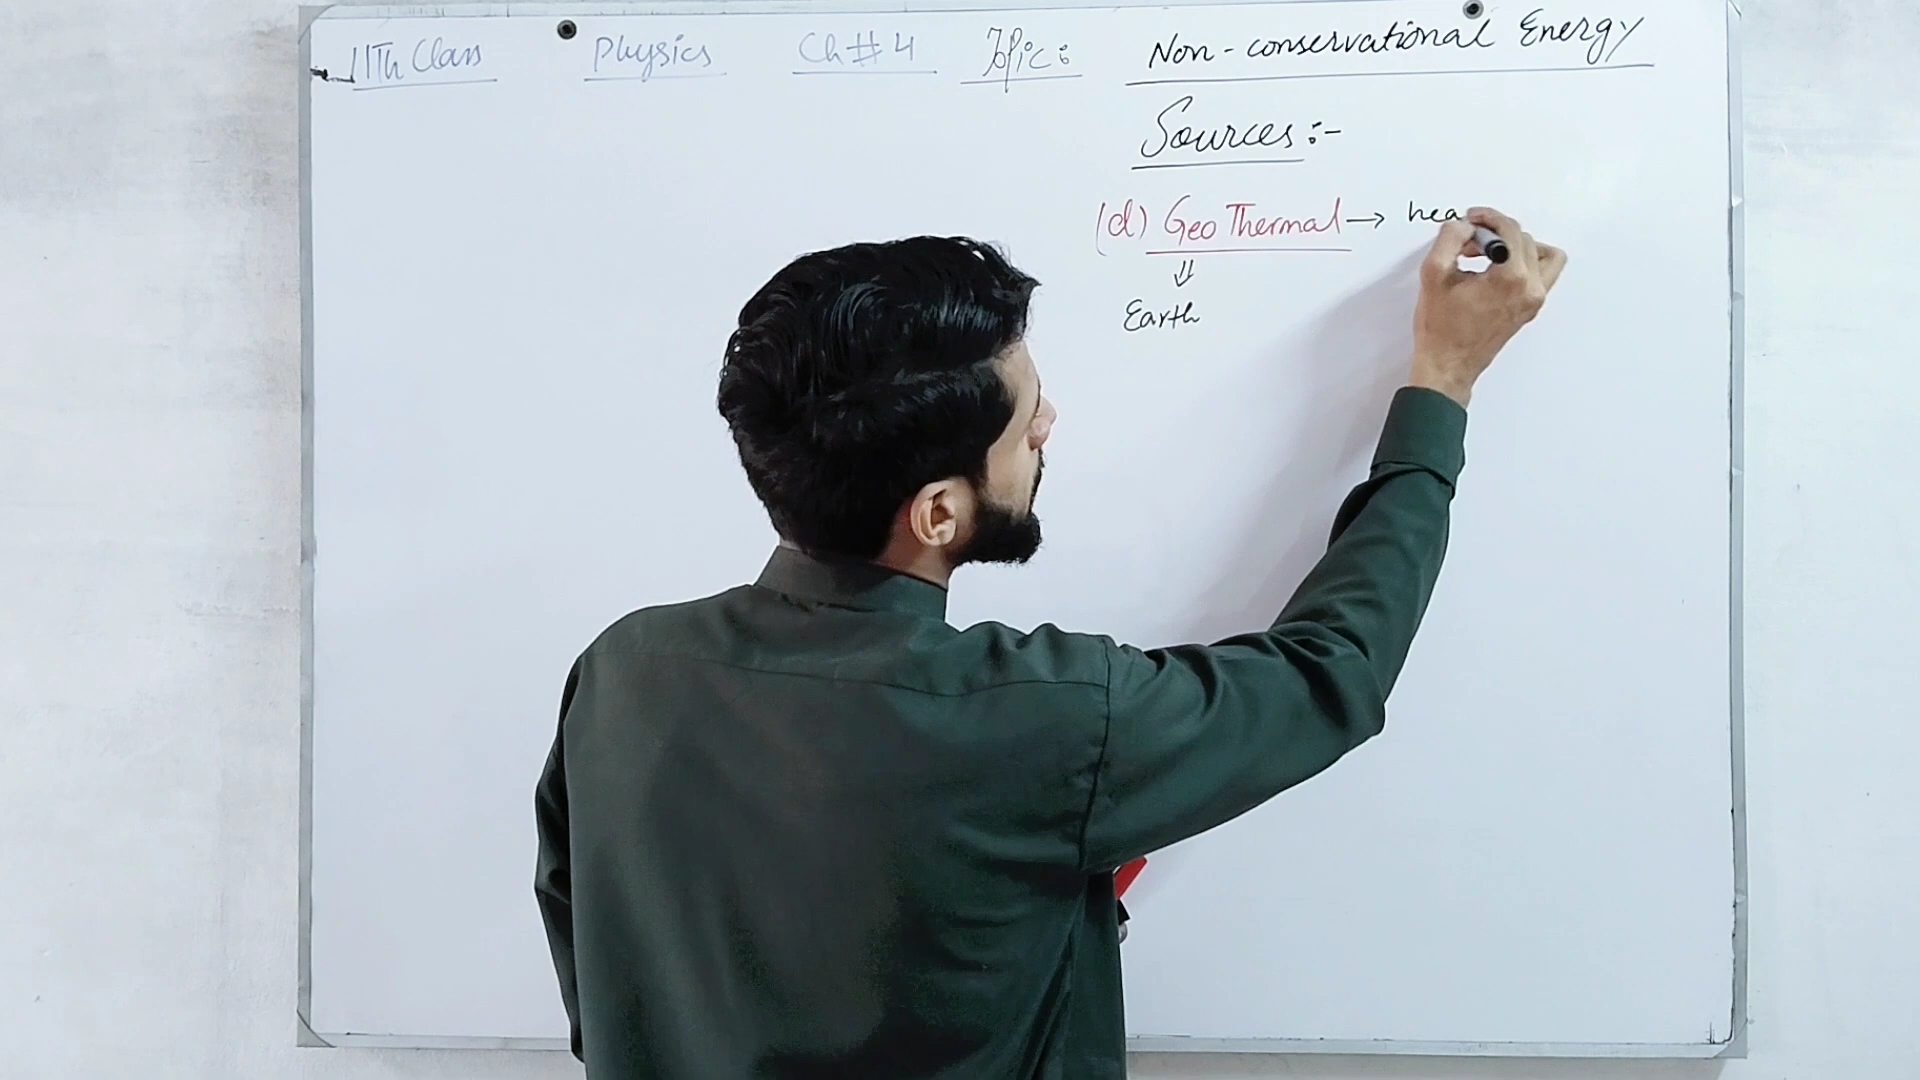 11Th Class Physics Ch # 4 Topic: Non-conservational Energy
Sources:-
(d) Geo Thermal → hea
⇓
Earth